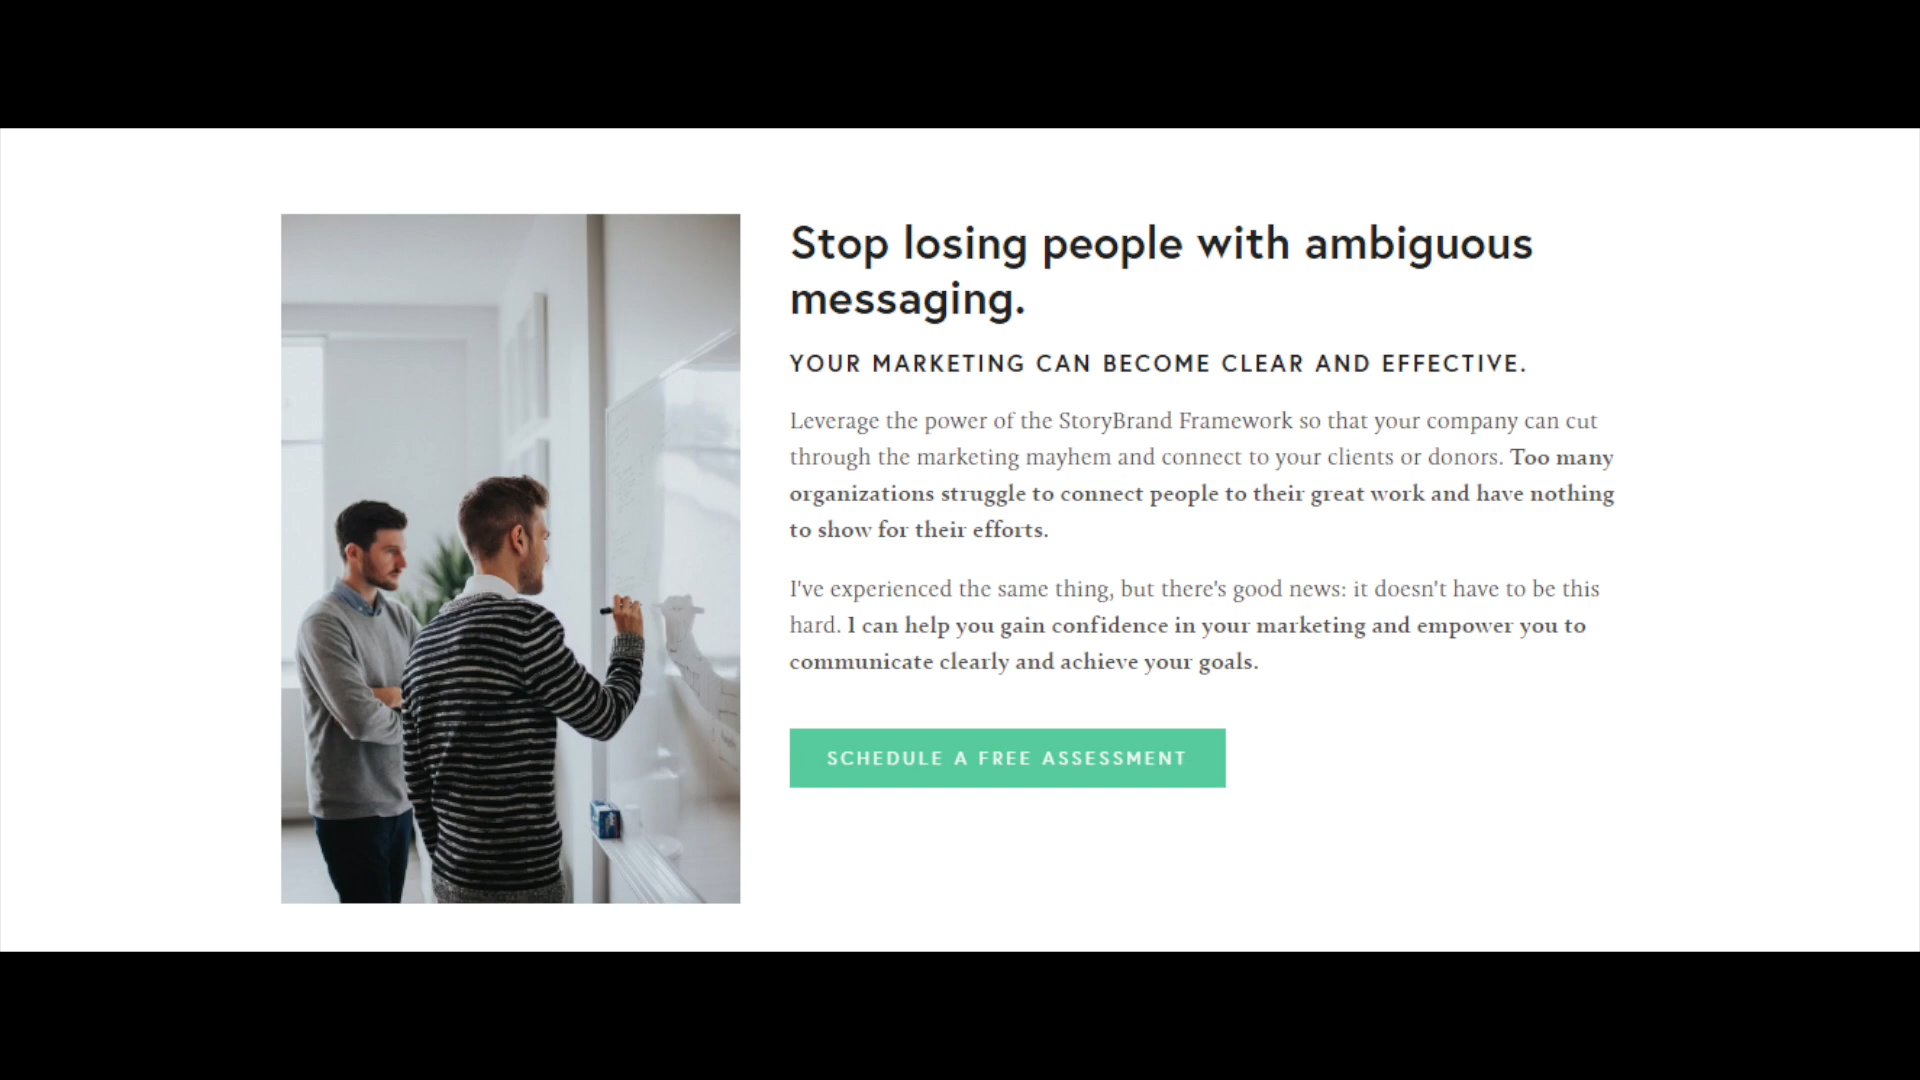 Stop losing people with ambiguous
messaging.
YOUR MARKETING CAN BECOME CLEAR AND EFFECTIVE.
Leverage the power of the StoryBrand Framework so that your company can cut
through the marketing mayhem and connect to your clients or donors. Too many
organizations struggle to connect people to their great work and have nothing
to show for their efforts.
I've experienced the same thing, but there's good news: it doesn't have to be this
hard. I can help you gain confidence in your marketing and empower you to
communicate clearly and achieve your goals.
SCHEDULE A FREE ASSESSMENT